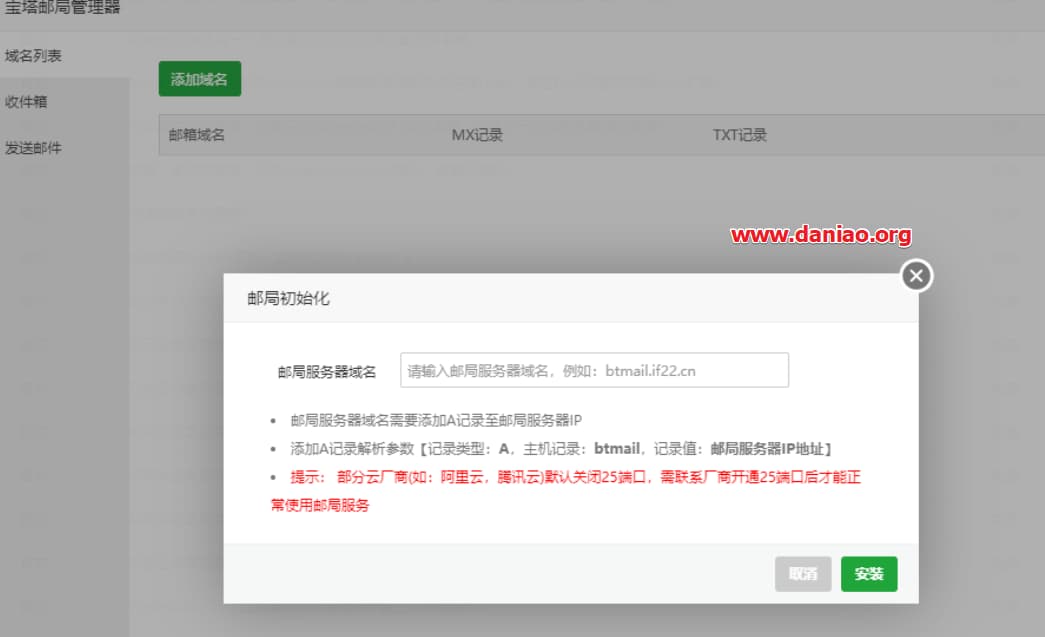 宝塔邮局管理器
域名列表
添加域名
收件箱
邮箱域名 MX记录 TXT记录
发送邮件
www.daniao.org
邮局初始化
邮局服务器域名 请输入邮局服务器域名，例如：btmail.if22.cn
• 邮局服务器域名需要添加A记录至邮局服务器IP
• 添加A记录解析参数【记录类型：A，主机记录：btmail，记录值：邮局服务器IP地址】
• 提示： 部分云厂商(如：阿里云，腾讯云)默认关闭25端口，需联系厂商开通25端口后才能正
常使用邮局服务
取消 安装